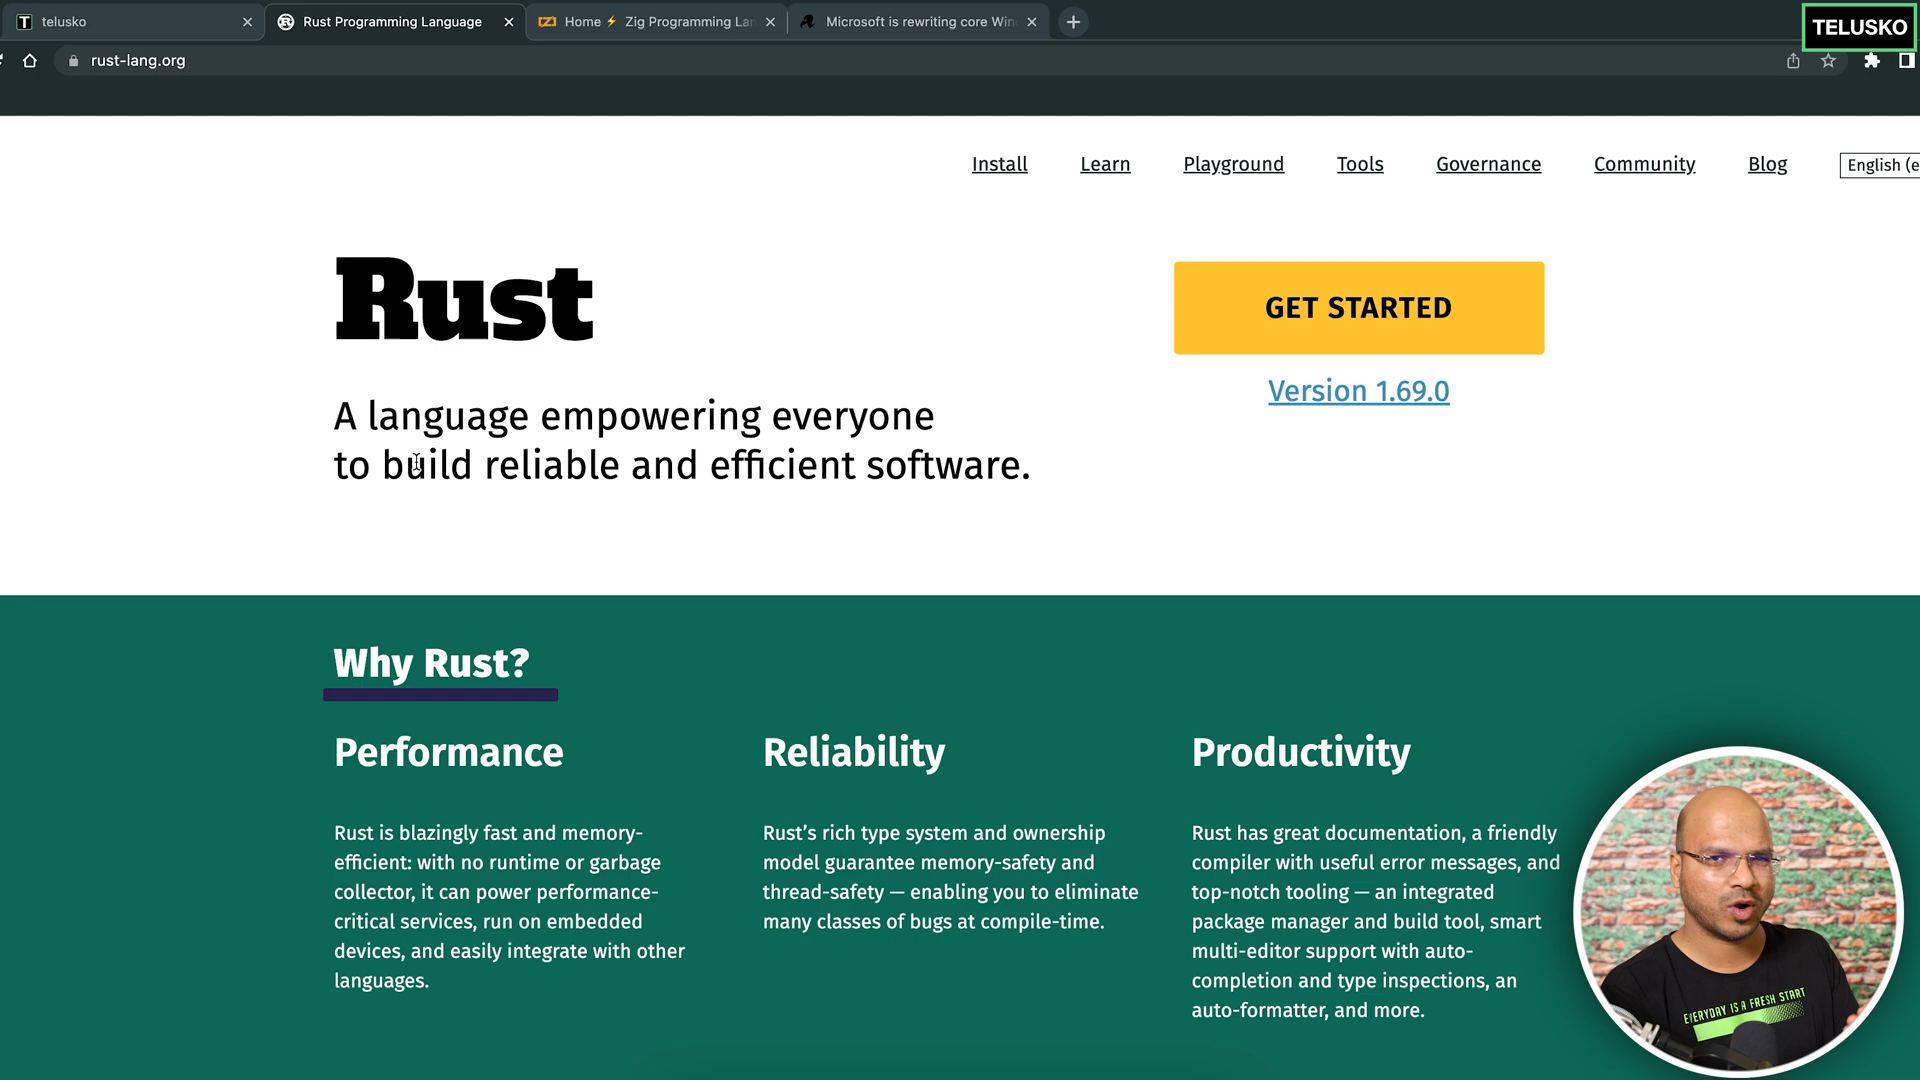 telusko
Rust Programming Language
Home ⚡ Zig Programming Lan
Microsoft is rewriting core Win
TELUSKO
rust-lang.org
Install
Learn
Playground
Tools
Governance
Community
Blog
English (e
Rust
GET STARTED
Version 1.69.0
A language empowering everyone
to build reliable and efficient software.
Why Rust?
Performance
Rust is blazingly fast and memory-
efficient: with no runtime or garbage
collector, it can power performance-
critical services, run on embedded
devices, and easily integrate with other
languages.
Reliability
Rust’s rich type system and ownership
model guarantee memory-safety and
thread-safety — enabling you to eliminate
many classes of bugs at compile-time.
Productivity
Rust has great documentation, a friendly
compiler with useful error messages, and
top-notch tooling — an integrated
package manager and build tool, smart
multi-editor support with auto-
completion and type inspections, an
auto-formatter, and more.
EVERYDAY IS A FRESH START